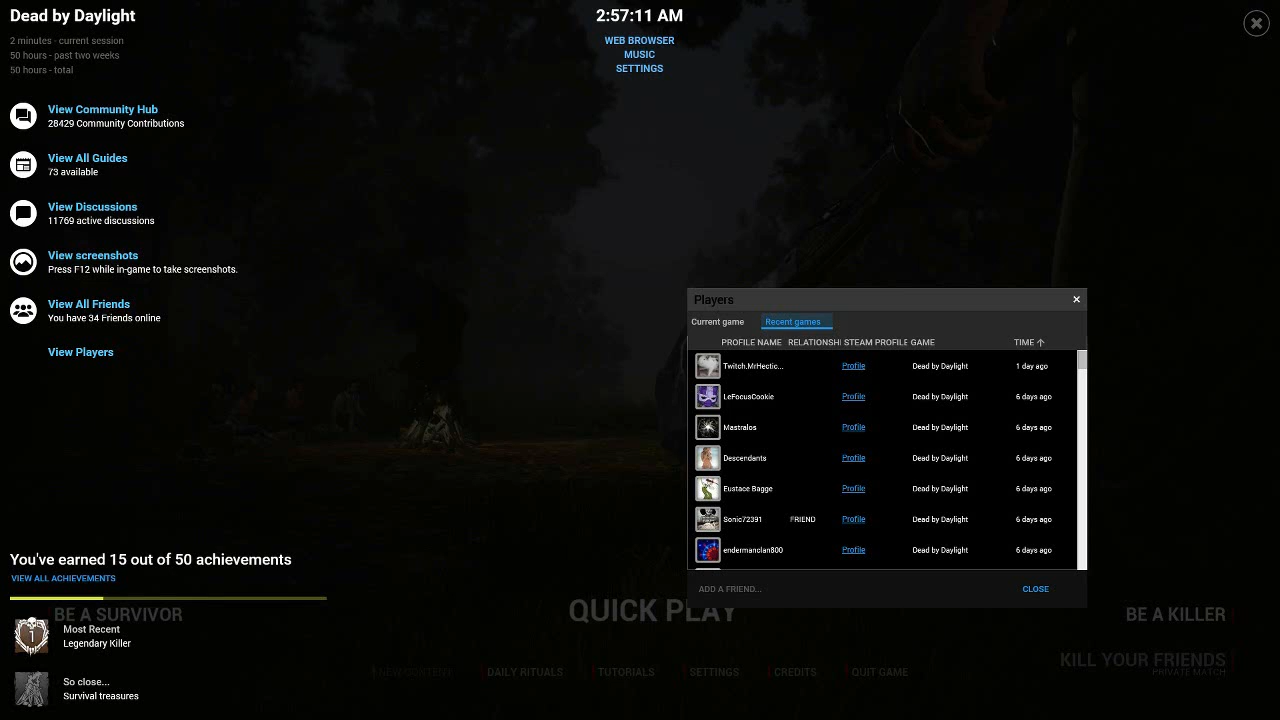 Dead by Daylight
2 minutes - current session
50 hours - past two weeks
50 hours - total
2:57:11 AM
WEB BROWSER
MUSIC
SETTINGS
View Community Hub
28429 Community Contributions
View All Guides
73 available
View Discussions
11769 active discussions
View screenshots
Press F12 while in-game to take screenshots.
View All Friends
You have 34 Friends online
View Players
Players
Current game Recent games
PROFILE NAME RELATIONSHI STEAM PROFILE GAME TIME
Twitch.MrHectic... Profile Dead by Daylight 1 day ago
LeFocusCookie Profile Dead by Daylight 6 days ago
Mastralos Profile Dead by Daylight 6 days ago
Descendants Profile Dead by Daylight 6 days ago
Eustace Bagge Profile Dead by Daylight 6 days ago
Sonic72391 FRIEND Profile Dead by Daylight 6 days ago
endermanclan800 Profile Dead by Daylight 6 days ago
ADD A FRIEND... CLOSE
You've earned 15 out of 50 achievements
VIEW ALL ACHIEVEMENTS
Most Recent
Legendary Killer
So close...
Survival treasures
BE A SURVIVOR
QUICK PLAY
BE A KILLER
KILL YOUR FRIENDS
PRIVATE MATCH
NEW CONTENT DAILY RITUALS TUTORIALS SETTINGS CREDITS QUIT GAME